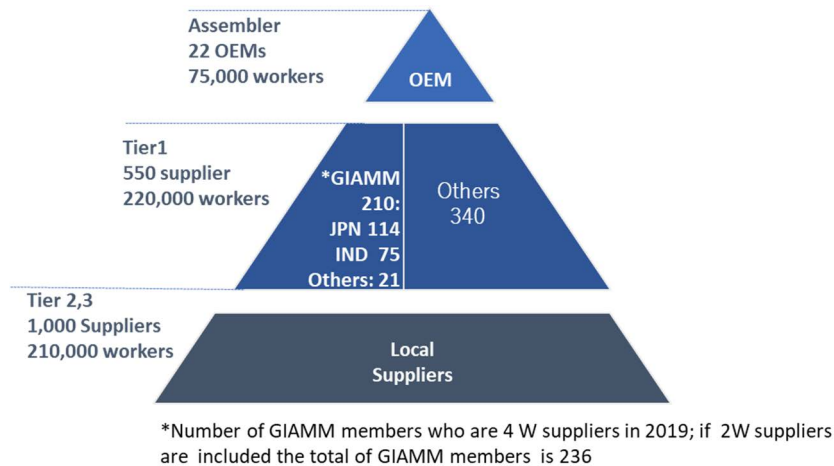 Assembler
22 OEMs
75,000 workers
OEM
Tier1
550 supplier
220,000 workers
*GIAMM
210:
JPN 114
IND 75
Others: 21
Others
340
Tier 2,3
1,000 Suppliers
210,000 workers
Local
Suppliers
*Number of GIAMM members who are 4 W suppliers in 2019; if 2W suppliers
are included the total of GIAMM members is 236